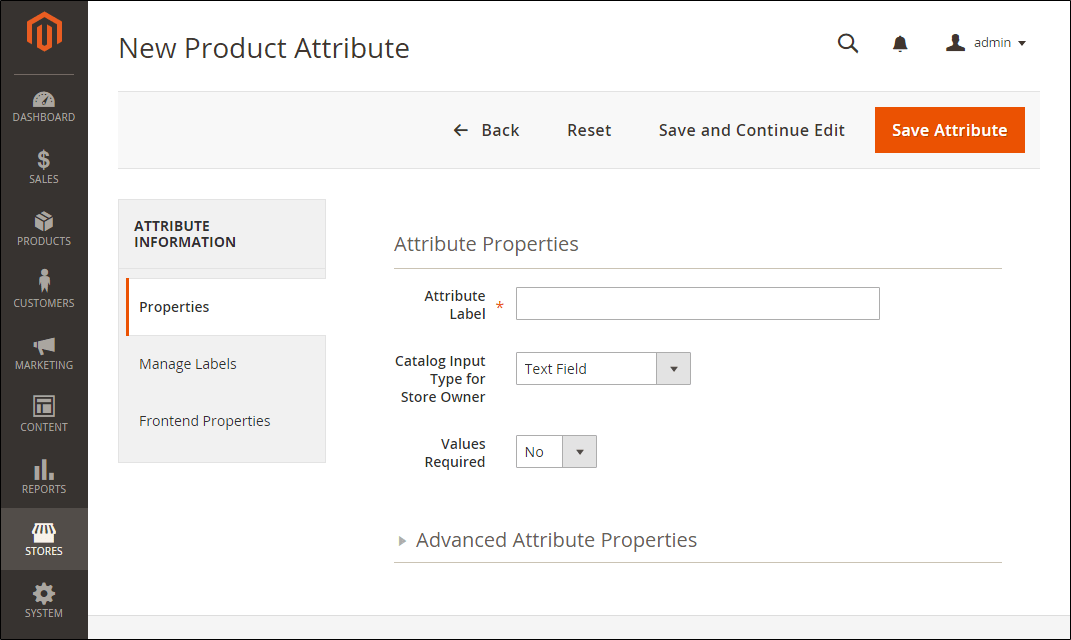 New Product Attribute
admin
Back
Reset
Save and Continue Edit
Save Attribute
DASHBOARD
SALES
PRODUCTS
CUSTOMERS
MARKETING
CONTENT
REPORTS
STORES
SYSTEM
ATTRIBUTE
INFORMATION
Properties
Manage Labels
Frontend Properties
Attribute Properties
Attribute
Label *
Catalog Input
Type for
Store Owner
Text Field
Values
Required
No
Advanced Attribute Properties